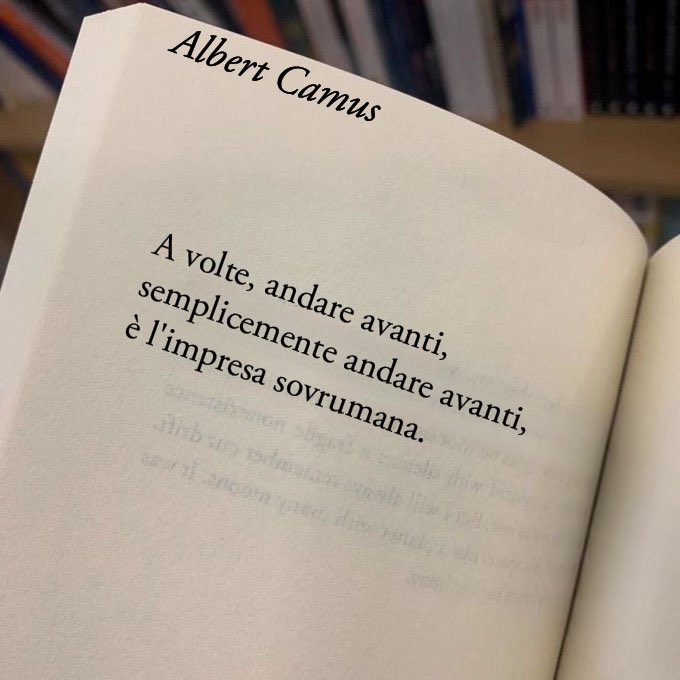 Albert Camus
A volte, andare avanti,
semplicemente andare avanti,
è l'impresa sovrumana.